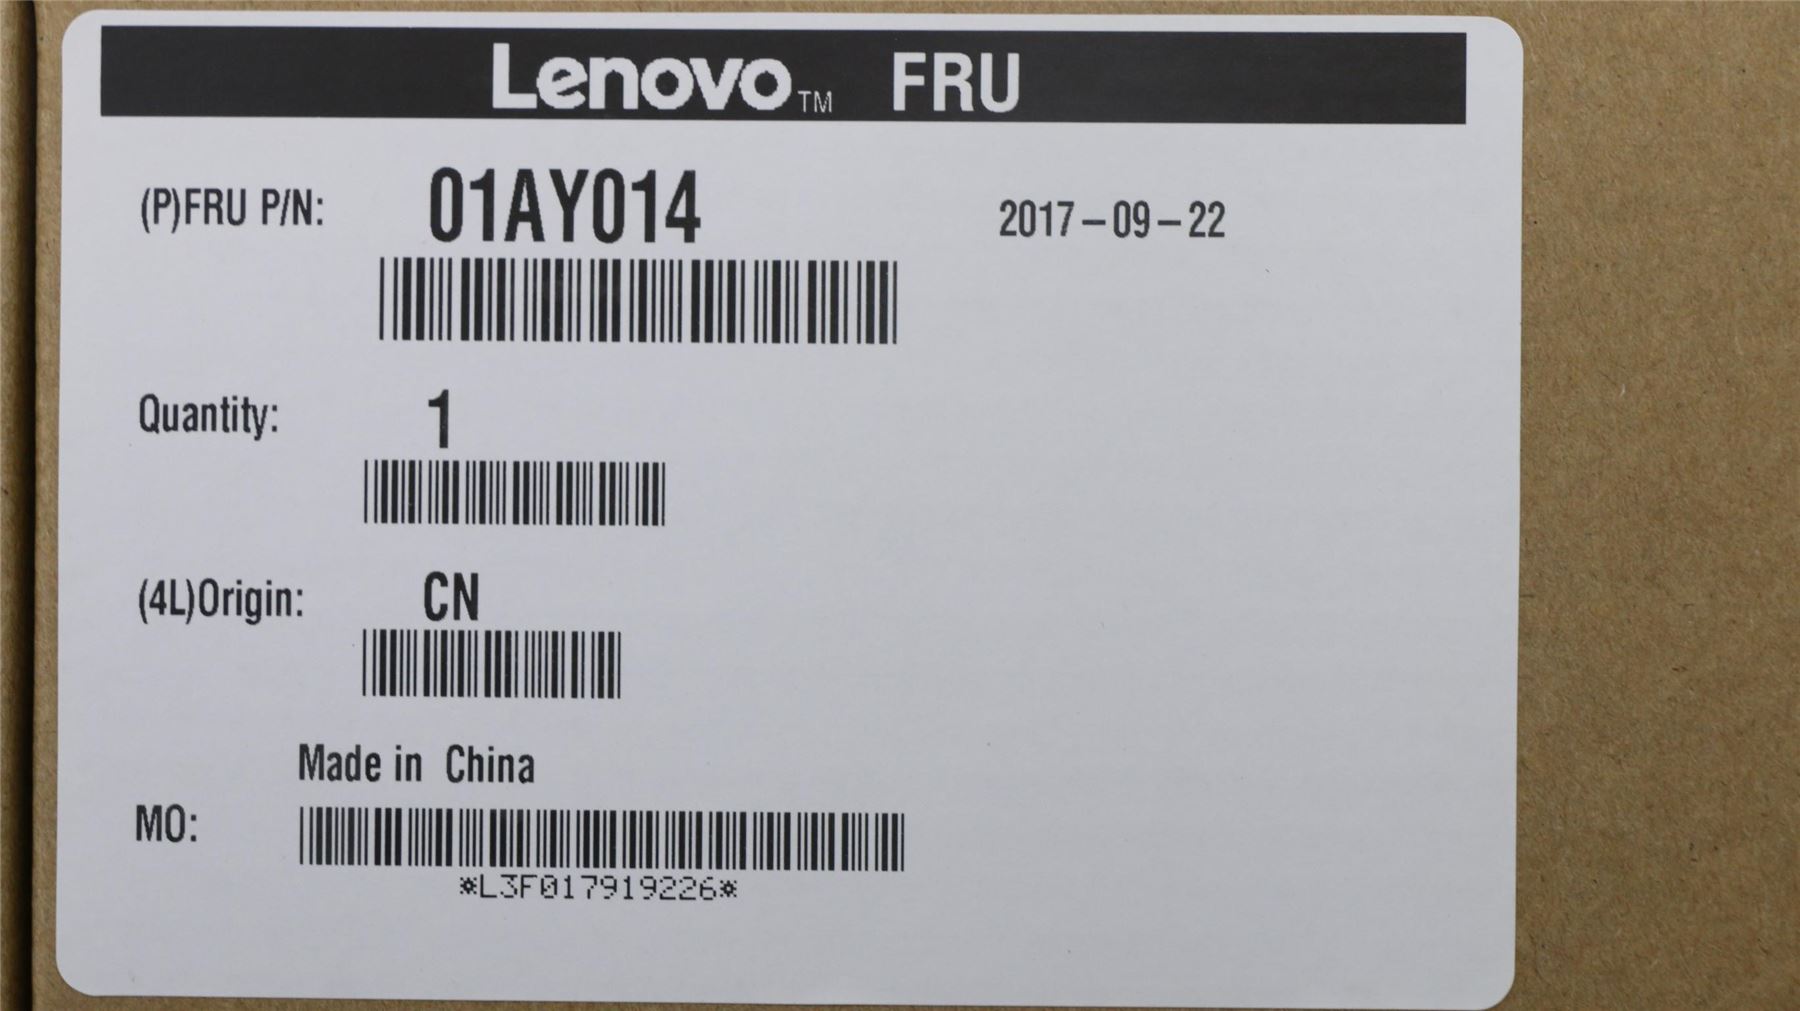 Lenovo™ FRU
(P)FRU P/N: 01AY014 2017-09-22
Quantity: 1
(4L)Origin: CN
Made in China
MO:
*L3F017919226*